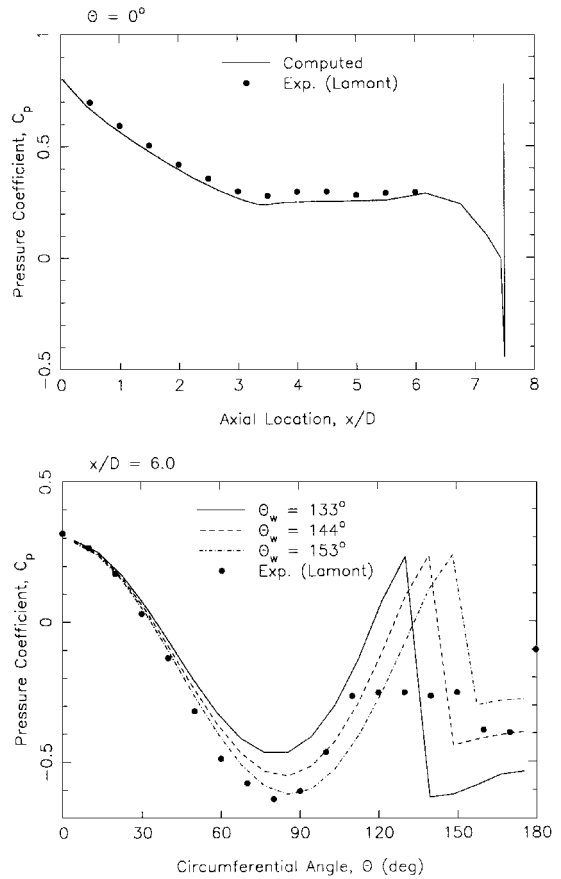 Θ = 0°
Computed
Exp. (Lamont)
1
0.5
0
−0.5
Pressure Coefficient, Cₚ
0 1 2 3 4 5 6 7 8
Axial Location, x/D
x/D = 6.0
Θw = 133°
Θw = 144°
Θw = 153°
Exp. (Lamont)
0.5
0
−0.5
Pressure Coefficient, Cₚ
0 30 60 90 120 150 180
Circumferential Angle, Θ (deg)